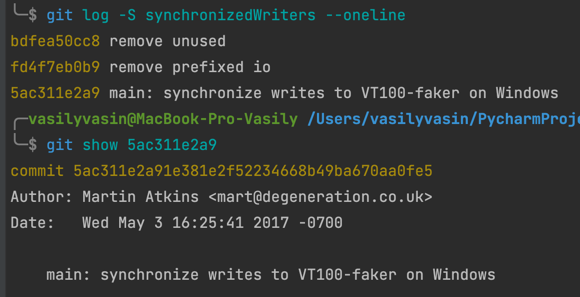 $ git log -S synchronizedWriters --oneline
bdfea50cc8 remove unused
fd4f7eb0b9 remove prefixed io
5ac311e2a9 main: synchronize writes to VT100-faker on Windows
vasilyvasin@MacBook-Pro-Vasily /Users/vasilyvasin/PycharmProje
$ git show 5ac311e2a9
commit 5ac311e2a91e381e2f52234668b49ba670aa0fe5
Author: Martin Atkins <mart@degeneration.co.uk>
Date:   Wed May 3 16:25:41 2017 -0700
    main: synchronize writes to VT100-faker on Windows